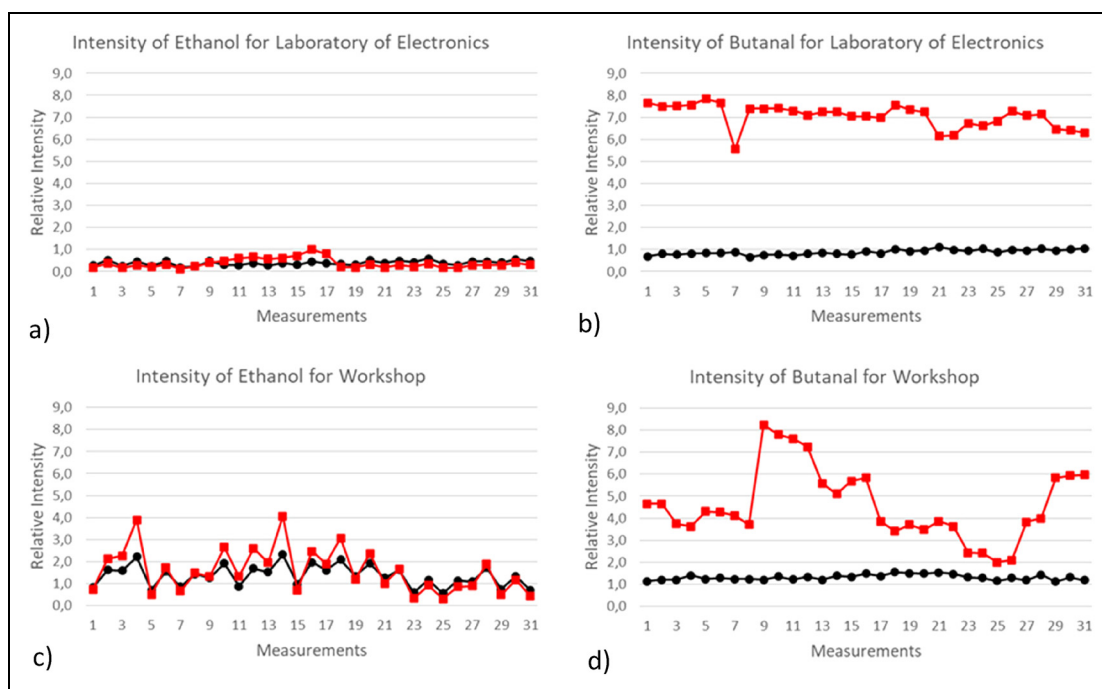 Intensity of Ethanol for Laboratory of Electronics
9,0
8,0
7,0
6,0
5,0
4,0
3,0
2,0
1,0
0,0
Relative Intensity
1 3 5 7 9 11 13 15 17 19 21 23 25 27 29 31
Measurements
a)
Intensity of Butanal for Laboratory of Electronics
9,0
8,0
7,0
6,0
5,0
4,0
3,0
2,0
1,0
0,0
Relative Intensity
1 3 5 7 9 11 13 15 17 19 21 23 25 27 29 31
Measurements
b)
Intensity of Ethanol for Workshop
9,0
8,0
7,0
6,0
5,0
4,0
3,0
2,0
1,0
0,0
Relative Intensity
1 3 5 7 9 11 13 15 17 19 21 23 25 27 29 31
Measurements
c)
Intensity of Butanal for Workshop
9,0
8,0
7,0
6,0
5,0
4,0
3,0
2,0
1,0
0,0
Relative Intensity
1 3 5 7 9 11 13 15 17 19 21 23 25 27 29 31
Measurements
d)